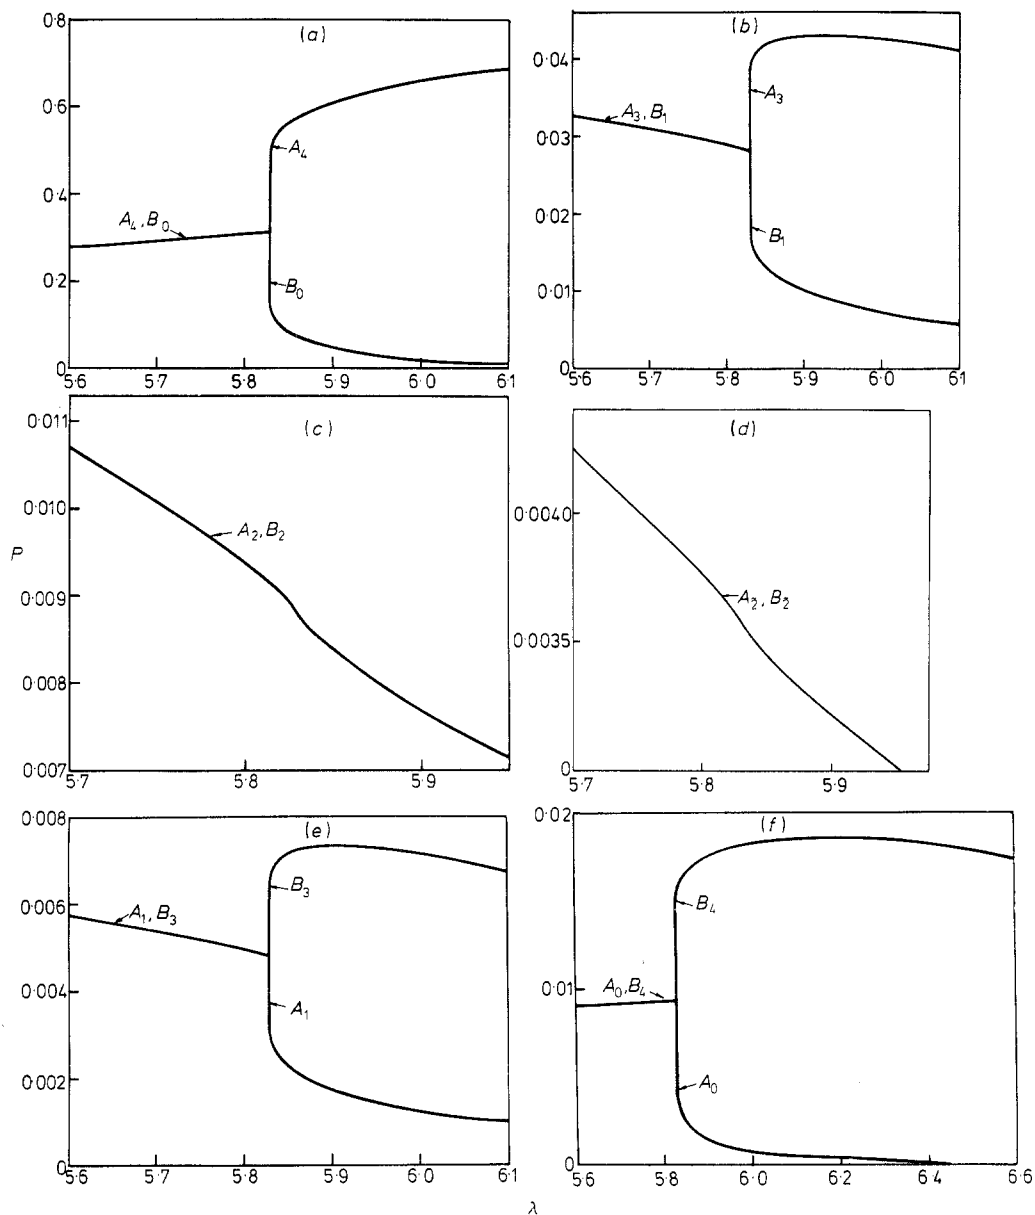 (a)
0·8
0·6
0·4
0·2
0
A₄
A₄, B₀
B₀
5·6 5·7 5·8 5·9 6·0 6·1
(b)
0·04
0·03
0·02
0·01
0
A₃
A₃, B₁
B₁
5·6 5·7 5·8 5·9 6·0 6·1
(c)
0·011
0·010
0·009
0·008
0·007
P
A₂, B₂
5·7 5·8 5·9
(d)
0·0040
0·0035
0
A₂̄, B₂̄
5·7 5·8 5·9
(e)
0·008
0·006
0·004
0·002
0
B₃
A₁, B₃
A₁
5·6 5·7 5·8 5·9 6·0 6·1
(f)
0·02
0·01
0
B₄
A₀, B₄
A₀
5·6 5·8 6·0 6·2 6·4 6·6
λ